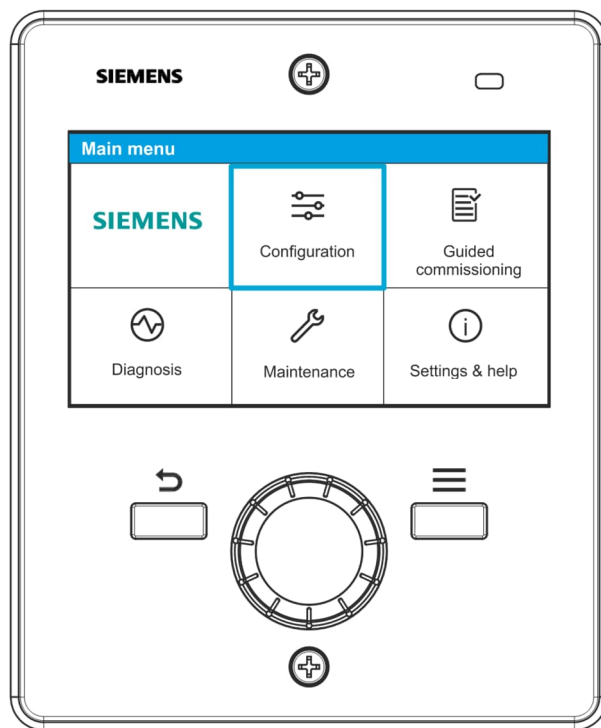 SIEMENS
Main menu
SIEMENS
Configuration
Guided
commissioning
Diagnosis
Maintenance
Settings & help